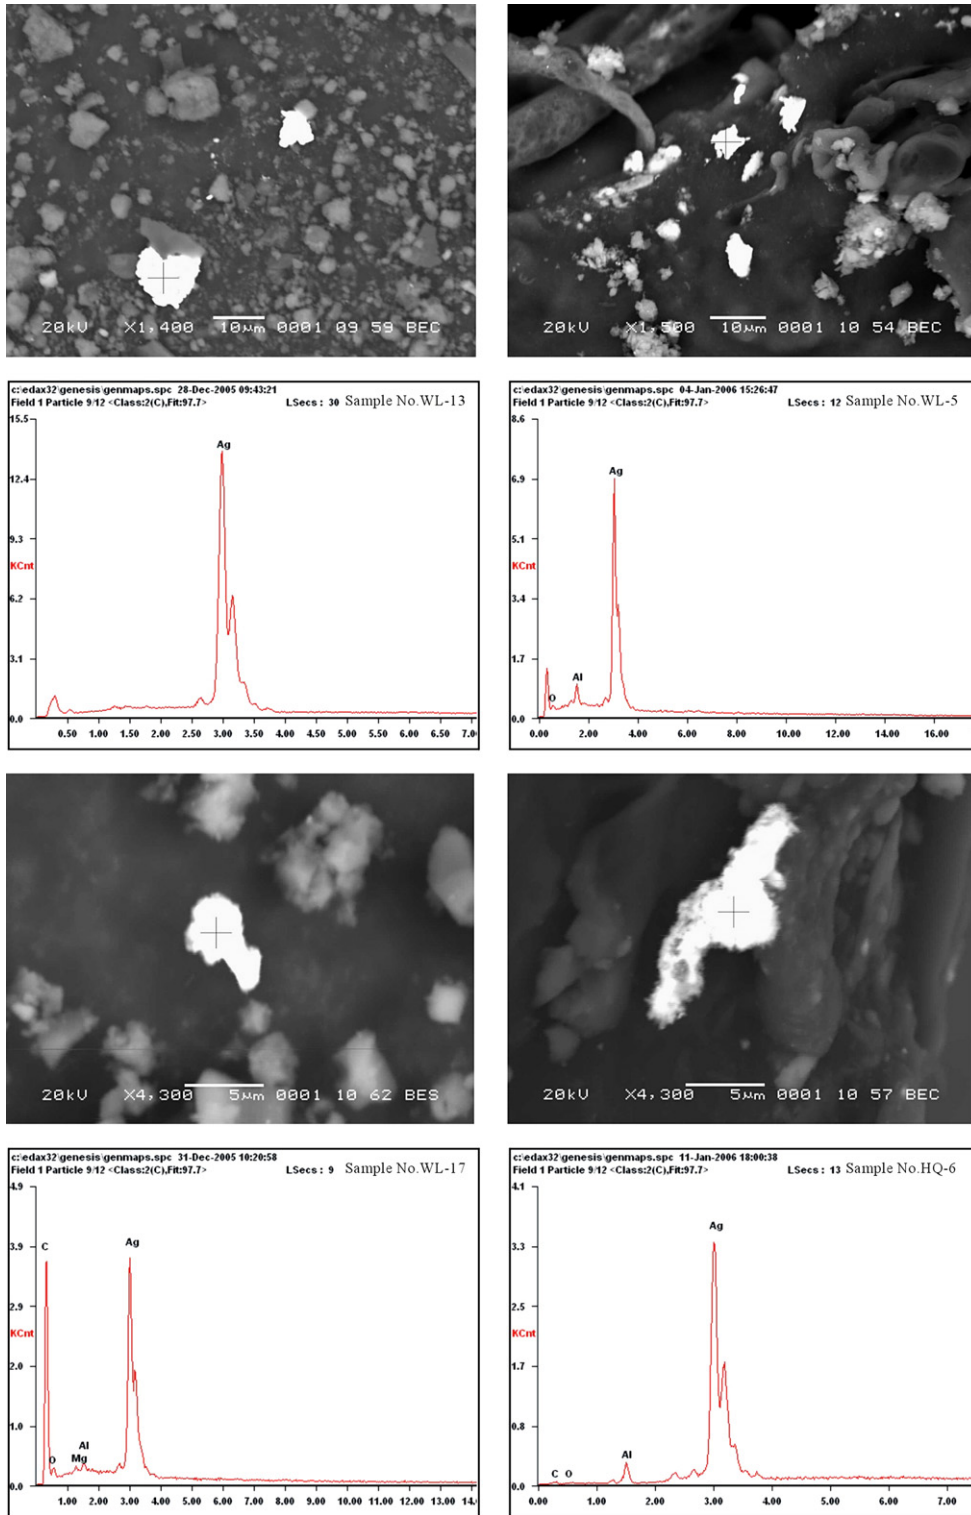 20kV X1,400 10µm 0001 09 59 BEC
20kV X1,500 10µm 0001 10 54 BEC
c:\edax32\genesis\genmaps.spc 28-Dec-2005 09:43:21
Field 1 Particle 9/12 <Class:2(C),Fit:97.7> LSecs : 30 Sample No.WL-13
15.5
Ag
12.4
9.3
KCnt
6.2
3.1
0.0
0.50 1.00 1.50 2.00 2.50 3.00 3.50 4.00 4.50 5.00 5.50 6.00 6.50 7.0
c:\edax32\genesis\genmaps.spc 04-Jan-2006 15:26:47
Field 1 Particle 9/12 <Class:2(C),Fit:97.7> LSecs : 12 Sample No.WL-5
8.6
Ag
6.9
5.1
KCnt
3.4
1.7
Al
O
0.0
0.00 2.00 4.00 6.00 8.00 10.00 12.00 14.00 16.00
20kV X4,300 5µm 0001 10 62 BES
20kV X4,300 5µm 0001 10 57 BEC
c:\edax32\genesis\genmaps.spc 31-Dec-2005 10:20:58
Field 1 Particle 9/12 <Class:2(C),Fit:97.7> LSecs : 9 Sample No.WL-17
4.9
C
Ag
3.9
2.9
KCnt
2.0
1.0
Al
O
Mg
0.0
1.00 2.00 3.00 4.00 5.00 6.00 7.00 8.00 9.00 10.00 11.00 12.00 13.00 14.0
c:\edax32\genesis\genmaps.spc 11-Jan-2006 18:00:38
Field 1 Particle 9/12 <Class:2(C),Fit:97.7> LSecs : 13 Sample No.HQ-6
4.1
Ag
3.3
2.5
KCnt
1.7
0.8
Al
C O
0.0
0.00 1.00 2.00 3.00 4.00 5.00 6.00 7.00